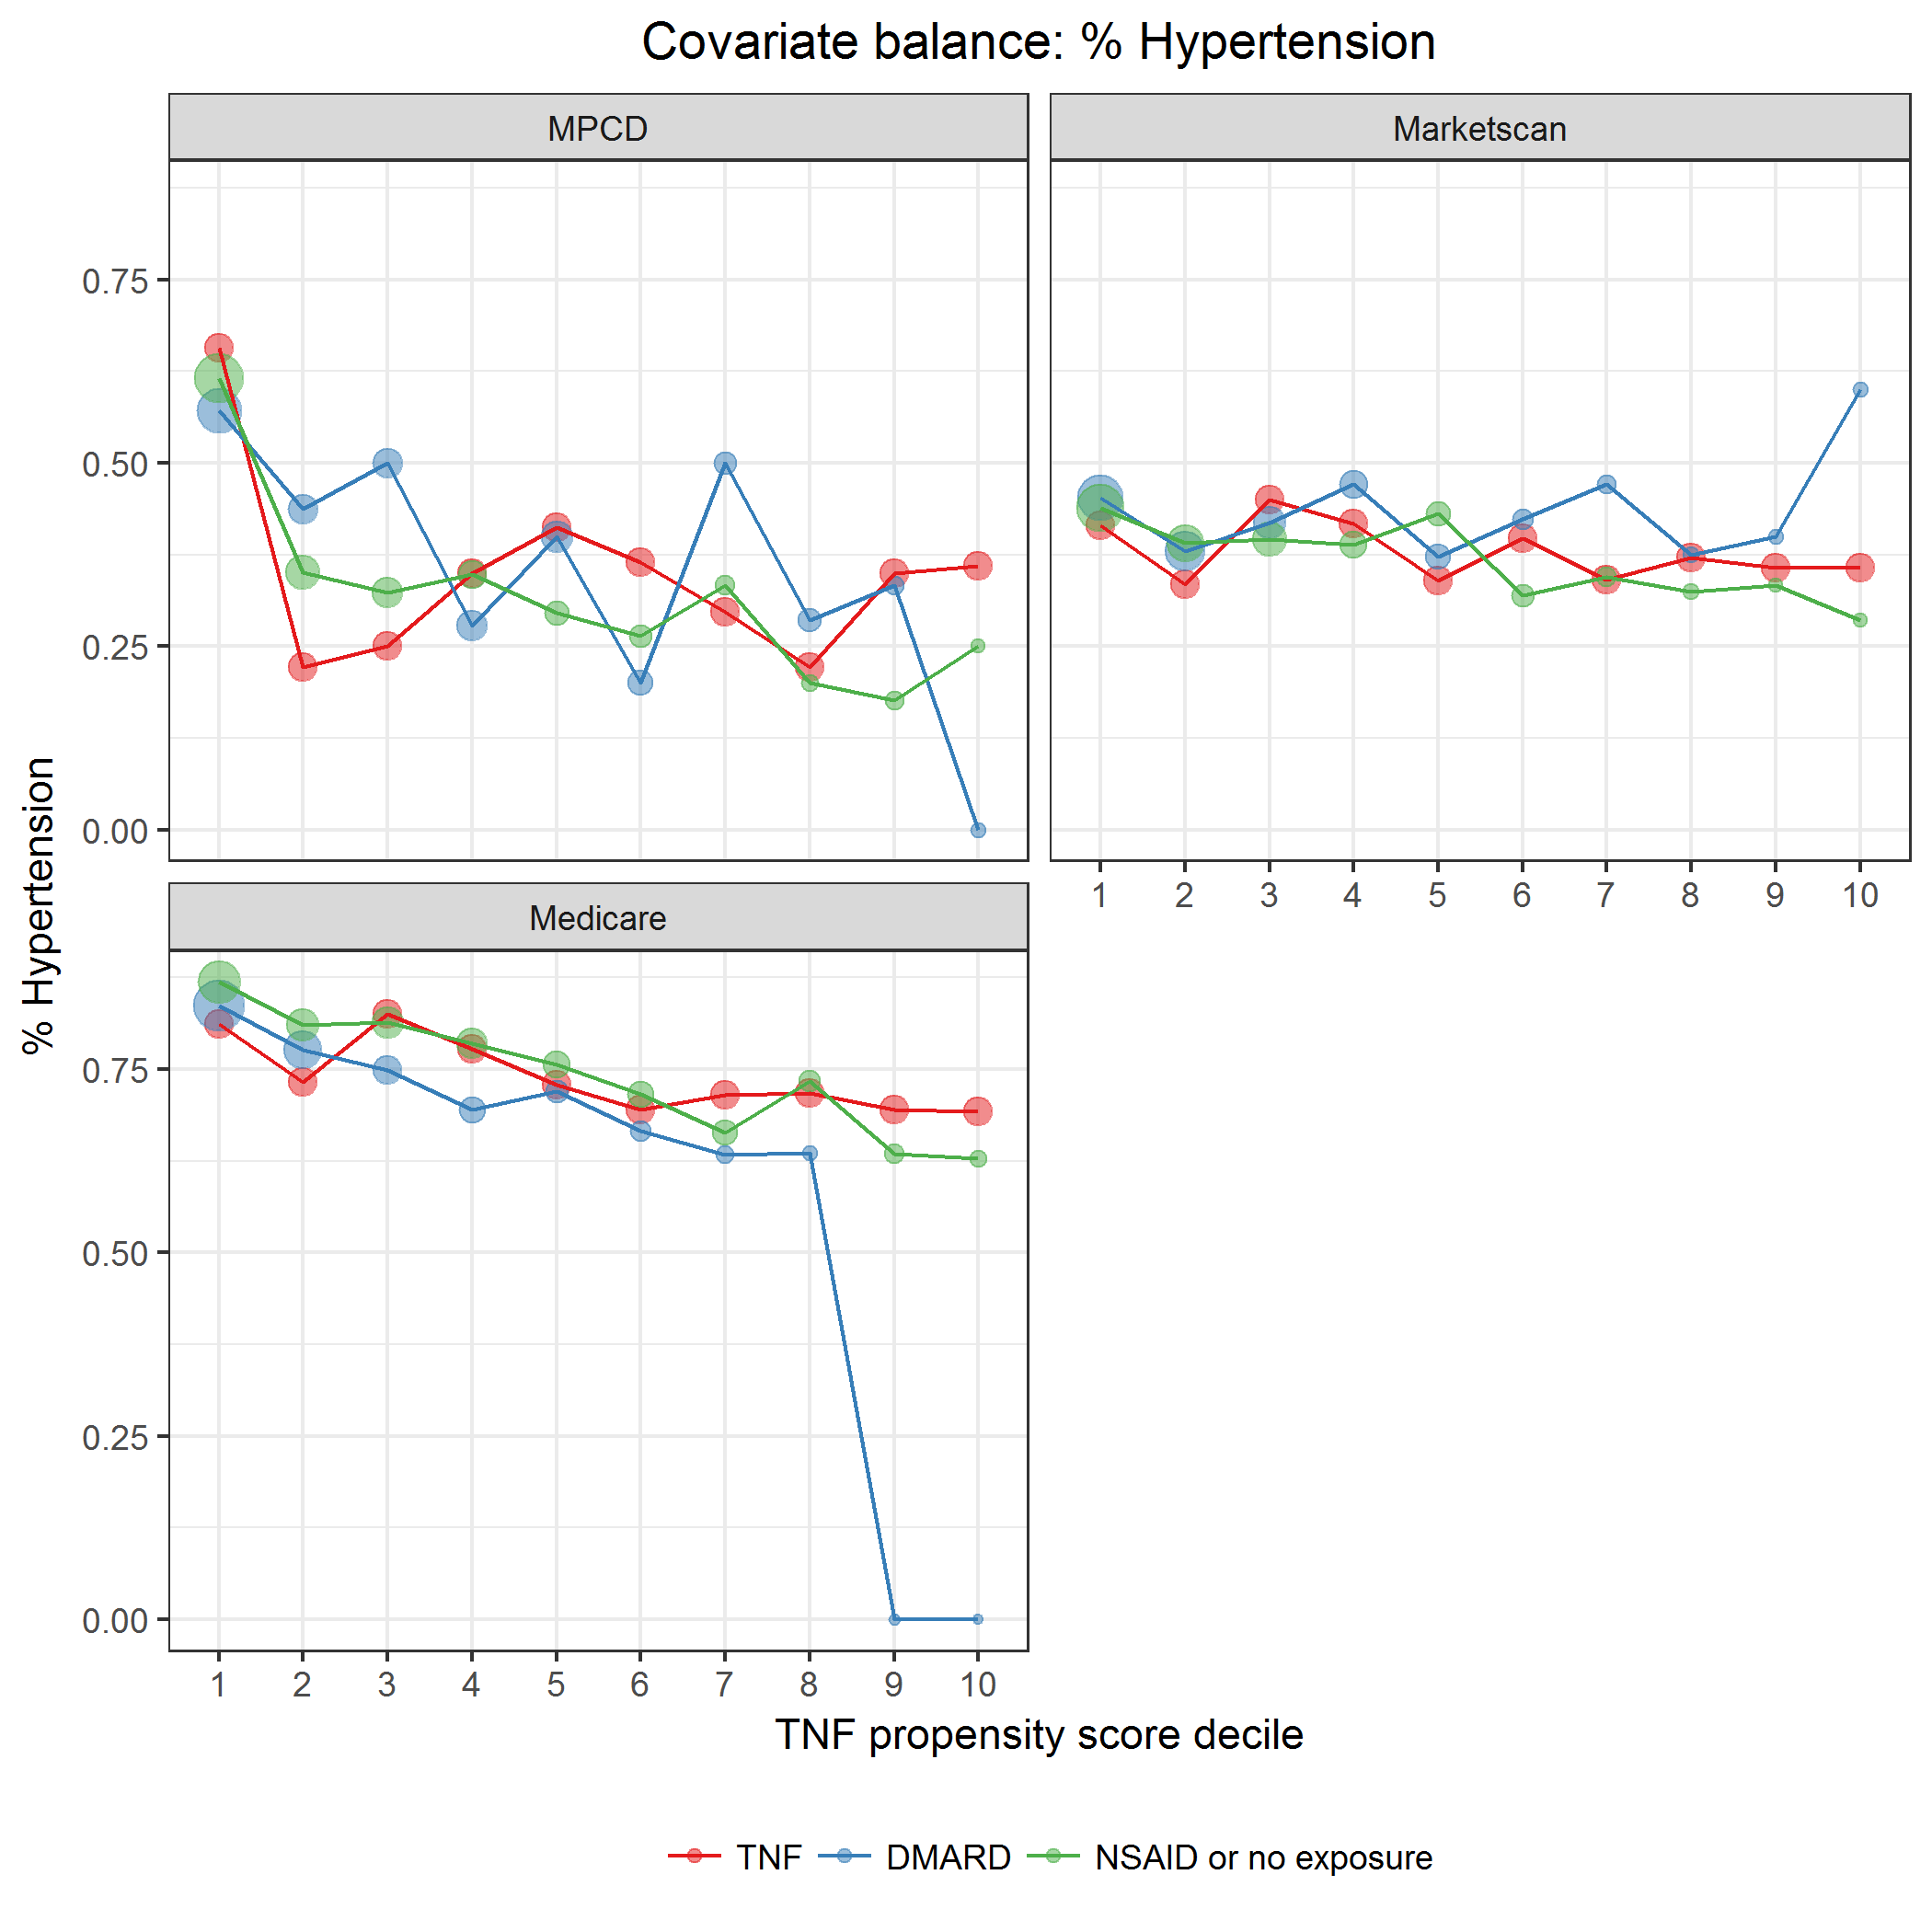 Covariate balance: % Hypertension
MPCD
Marketscan
0.75
0.50
0.25
0.00
1 2 3 4 5 6 7 8 9 10
% Hypertension
Medicare
0.75
0.50
0.25
0.00
1 2 3 4 5 6 7 8 9 10
TNF propensity score decile
TNF DMARD NSAID or no exposure